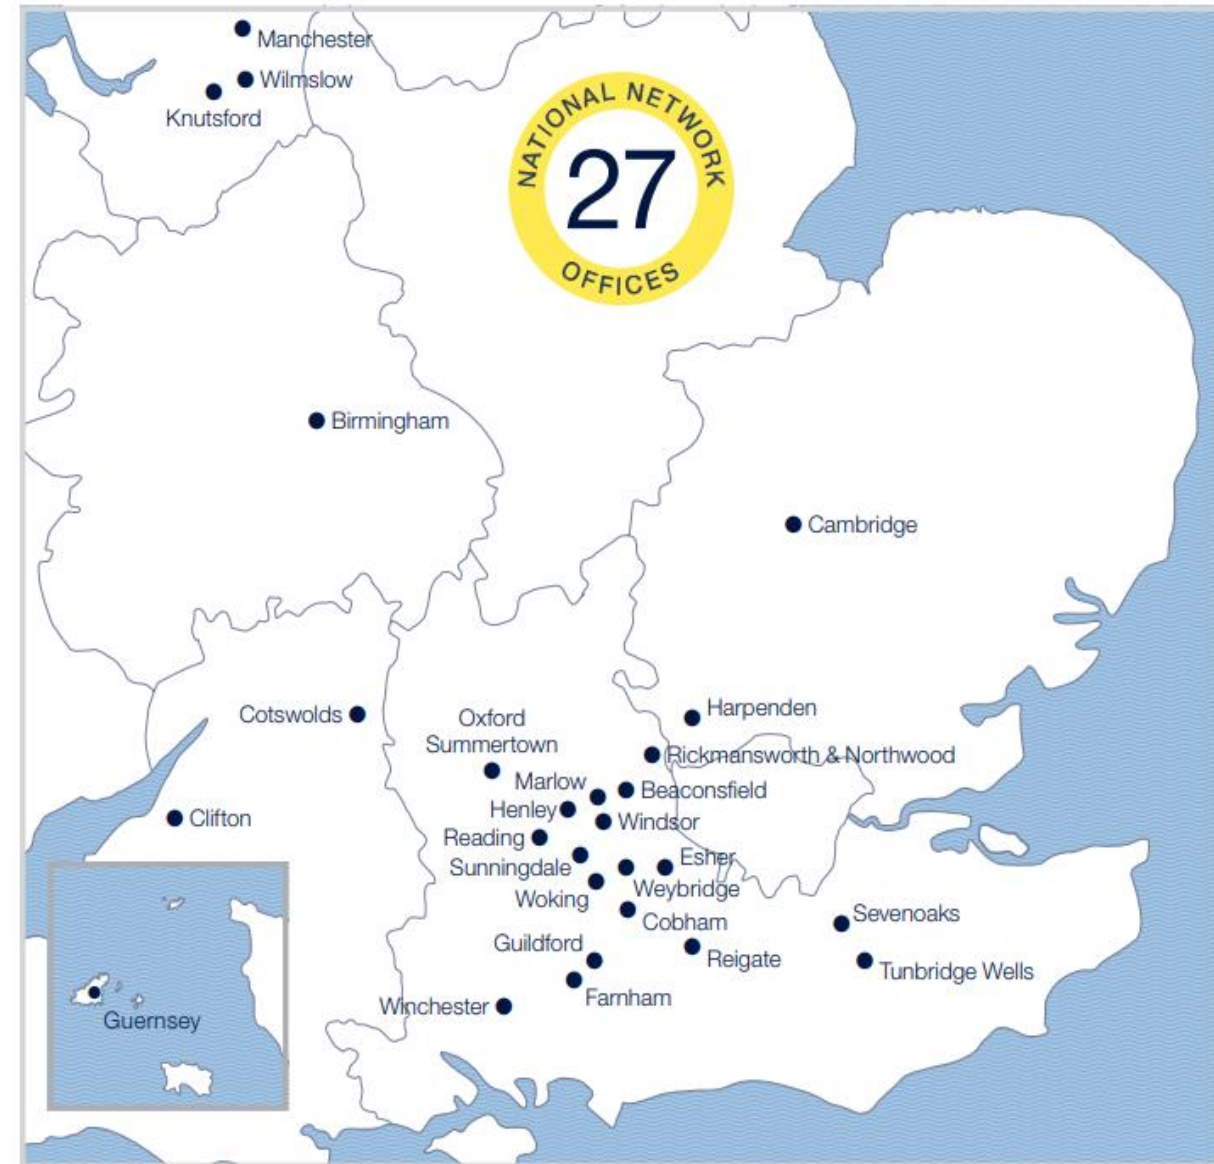 Manchester
Wilmslow
Knutsford
NATIONAL NETWORK
27
OFFICES
Birmingham
Cambridge
Cotswolds
Oxford
Summertown
Harpenden
Rickmansworth & Northwood
Marlow
Beaconsfield
Henley
Windsor
Clifton
Reading
Sunningdale
Esher
Weybridge
Woking
Cobham
Sevenoaks
Guildford
Reigate
Tunbridge Wells
Farnham
Winchester
Guernsey